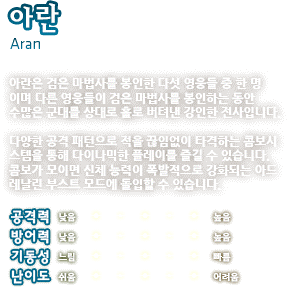 아란
Aran
아란은 검은 마법사를 봉인한 다섯 영웅들 중 한 명
이며 다른 영웅들이 검은 마법사를 봉인하는 동안
수많은 군대를 상대로 홀로 버텨낸 강인한 전사입니다.
다양한 공격 패턴으로 적을 끊임없이 타격하는 콤보시
스템을 통해 다이나믹한 플레이를 즐길 수 있습니다.
콤보가 모이면 신체 능력이 폭발적으로 강화되는 아드
레날린 부스트 모드에 돌입할 수 있습니다.
공격력 낮음 높음
방어력 낮음 높음
기동성 느림 빠름
난이도 쉬움 어려움